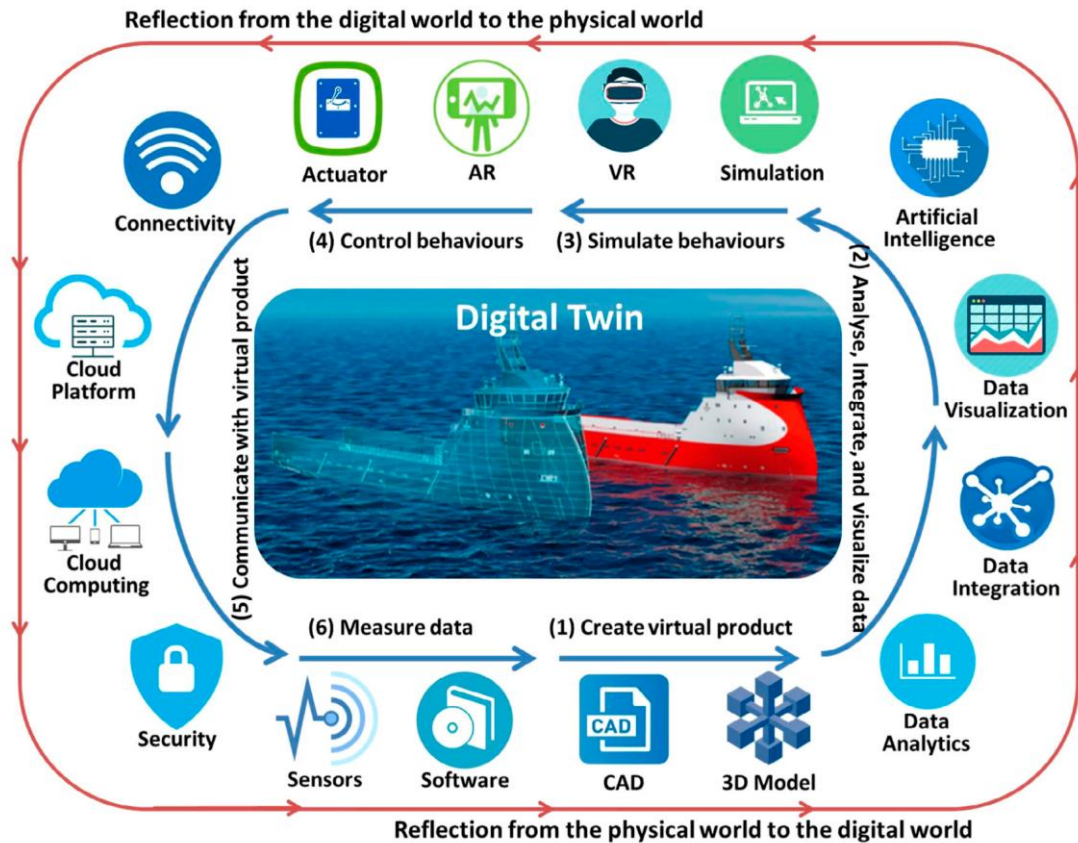 Reflection from the digital world to the physical world
Actuator
AR
VR
Simulation
Connectivity
Artificial
Intelligence
(4) Control behaviours
(3) Simulate behaviours
(2) Analyse, Integrate, and visualize data
Digital Twin
Cloud
Platform
Data
Visualization
(5) Communicate with virtual product
Cloud
Computing
Data
Integration
(6) Measure data
(1) Create virtual product
Security
Sensors
Software
CAD
CAD
3D Model
Data
Analytics
Reflection from the physical world to the digital world